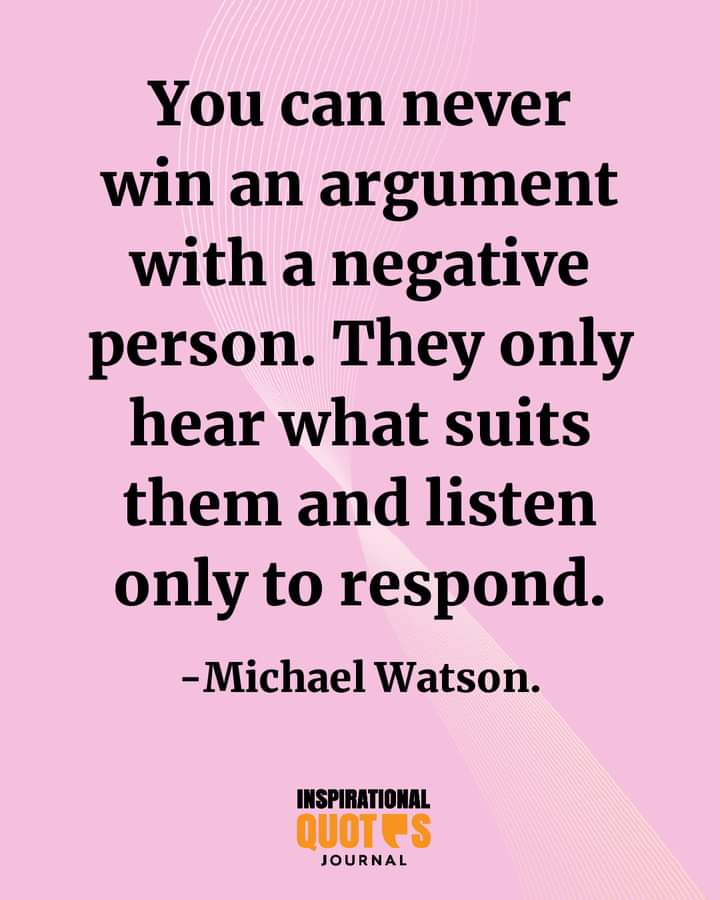 You can never
win an argument
with a negative
person. They only
hear what suits
them and listen
only to respond.
-Michael Watson.
INSPIRATIONAL
QUOTES
JOURNAL